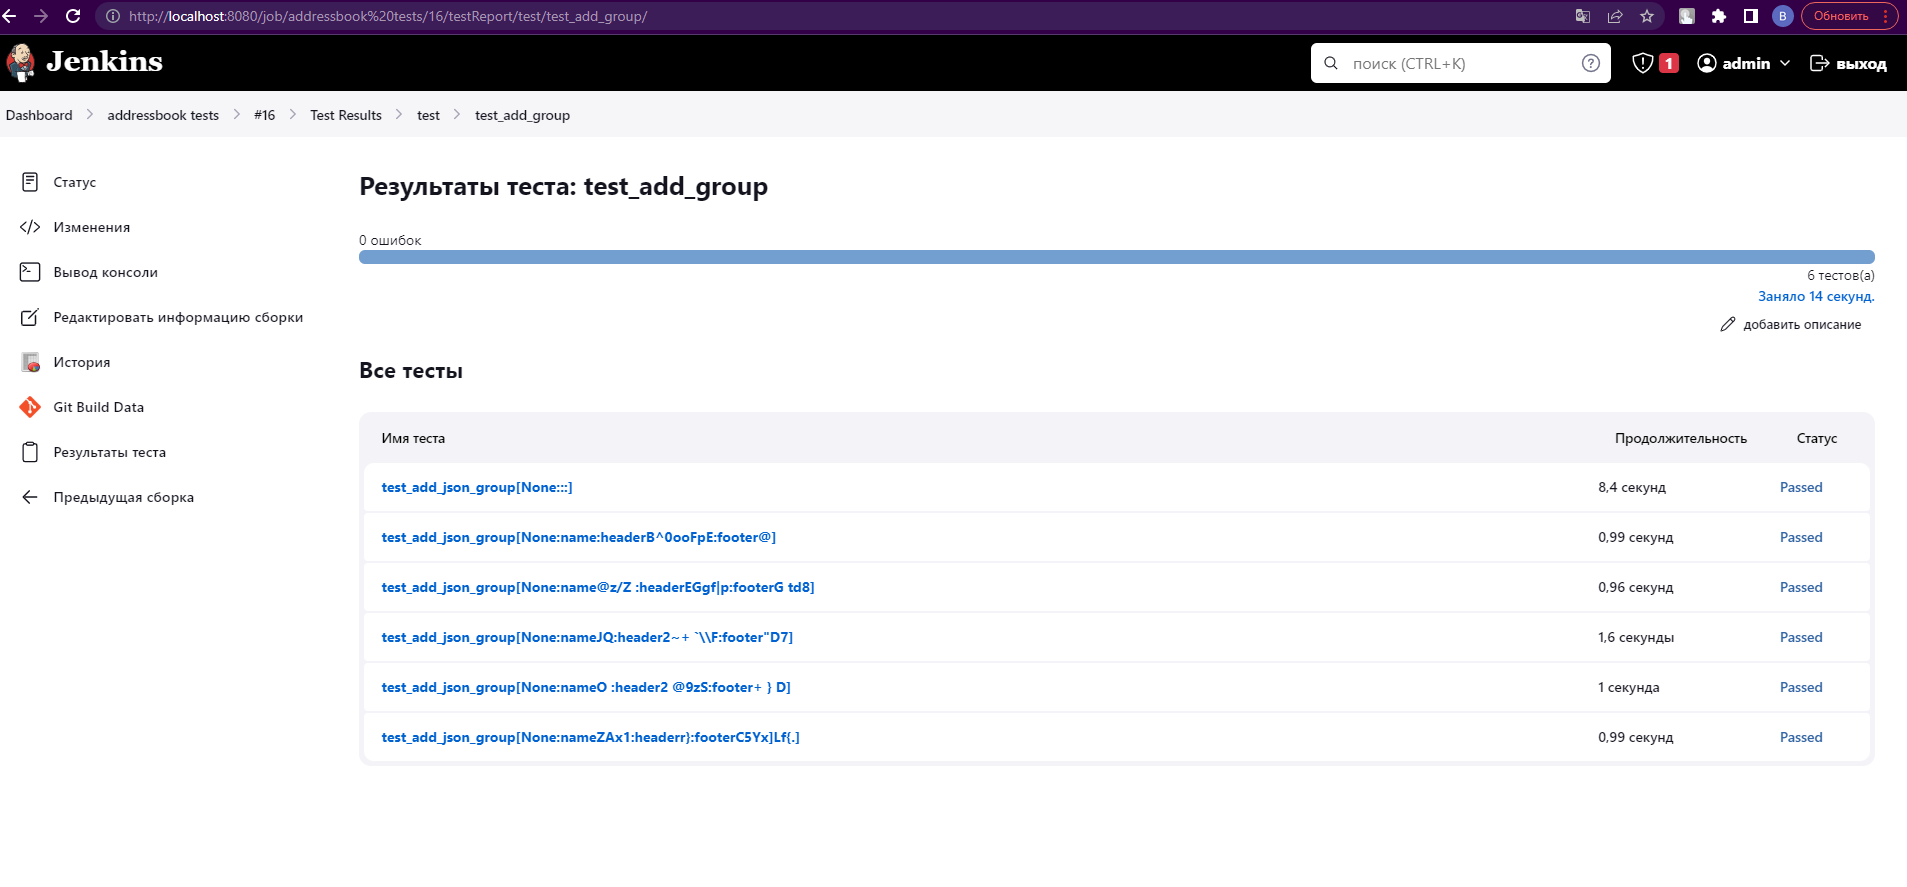 http://localhost:8080/job/addressbook%20tests/16/testReport/test/test_add_group/
B
Обновить
Jenkins
поиск (CTRL+K)
1
admin
выход
Dashboard
addressbook tests
#16
Test Results
test
test_add_group
Статус
Изменения
Вывод консоли
Редактировать информацию сборки
История
Git Build Data
Результаты теста
Предыдущая сборка
Результаты теста: test_add_group
0 ошибок
6 тестов(а)
Заняло 14 секунд.
добавить описание
Все тесты
Имя теста Продолжительность Статус
test_add_json_group[None:::] 8,4 секунд Passed
test_add_json_group[None:name:headerB^0ooFpE:footer@] 0,99 секунд Passed
test_add_json_group[None:name@z/Z :headerEGgf|p:footerG td8] 0,96 секунд Passed
test_add_json_group[None:nameJQ:header2~+ `\\F:footer"D7] 1,6 секунды Passed
test_add_json_group[None:nameO :header2 @9zS:footer+ } D] 1 секунда Passed
test_add_json_group[None:nameZAx1:headerr}:footerC5Yx]Lf{.] 0,99 секунд Passed